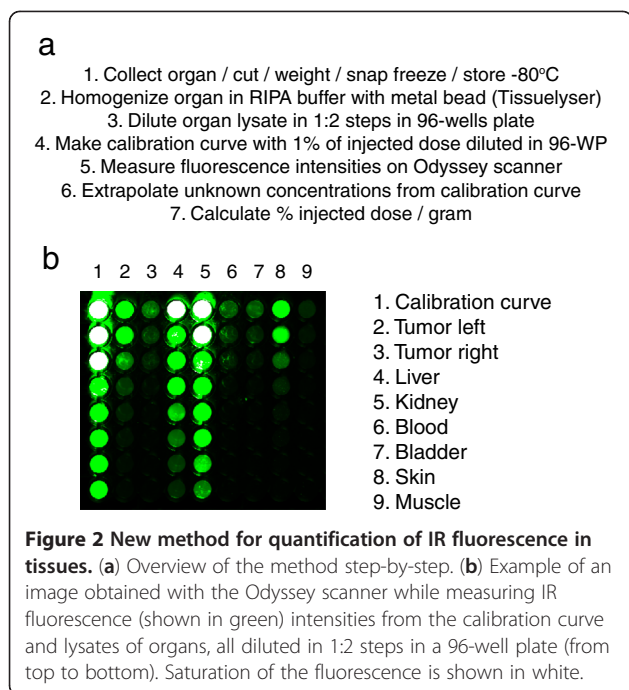 a
1. Collect organ / cut / weight / snap freeze / store -80°C
2. Homogenize organ in RIPA buffer with metal bead (Tissuelyser)
3. Dilute organ lysate in 1:2 steps in 96-wells plate
4. Make calibration curve with 1% of injected dose diluted in 96-WP
5. Measure fluorescence intensities on Odyssey scanner
6. Extrapolate unknown concentrations from calibration curve
7. Calculate % injected dose / gram
b
1 2 3 4 5 6 7 8 9
1. Calibration curve
2. Tumor left
3. Tumor right
4. Liver
5. Kidney
6. Blood
7. Bladder
8. Skin
9. Muscle
Figure 2 New method for quantification of IR fluorescence in
tissues. (a) Overview of the method step-by-step. (b) Example of an
image obtained with the Odyssey scanner while measuring IR
fluorescence (shown in green) intensities from the calibration curve
and lysates of organs, all diluted in 1:2 steps in a 96-well plate (from
top to bottom). Saturation of the fluorescence is shown in white.